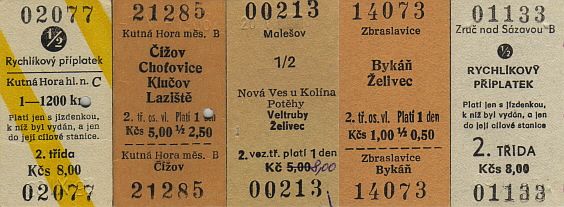 02077
1/2
Rychlíkový příplatek
Kutná Hora hl. n. C
1—1200 km
Platí jen s jízdenkou,
k níž byl vydán, a jen
do její cílové stanice.
2. třída
Kčs 8,00
02077
21285
Kutná Hora měs. B
Čížov
Choťovice
Klučov
Laziště
2. tř. os. vl. Platí 1 den
Kčs 5,00 ½ 2,50
Kutná Hora měs. B
Čížov
21285
00213
Malešov
1/2
Nová Ves u Kolína
Potěhy
Veltruby
Želivec
2. voz. tř. platí 1 den
Kčs 5,00 8,00
00213
14073
Zbraslavice
Bykáň
Želivec
2. tř. os. vl. Platí 1 den
Kčs 1,00 ½ 0,50
Zbraslavice
Bykáň
14073
01133
Zruč nad Sázavou B
½
RYCHLÍKOVÝ
PŘÍPLATEK
Platí jen s jízdenkou,
k níž byl vydán, a jen
do její cílové stanice
2. TŘÍDA
Kčs 8,00
01133